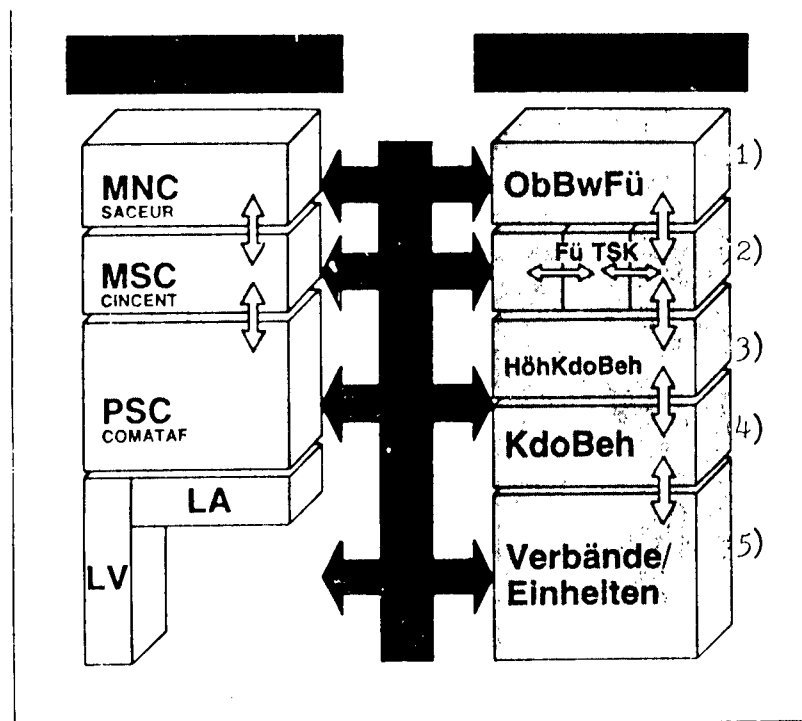 MNC
SACEUR
MSC
CINCENT
PSC
COMATAF
LA
LV
ObBwFü
1)
Fü TSK
2)
HöhKdoBeh
3)
KdoBeh
4)
Verbände/
Einheiten
5)